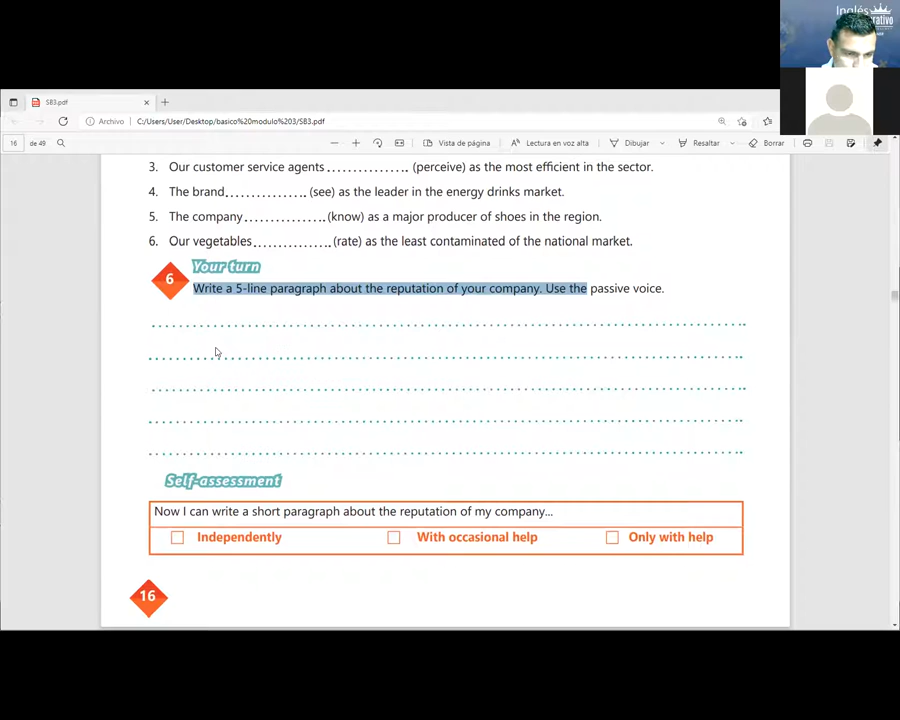 Inglés
SB3.pdf
Archivo
C:/Users/User/Desktop/basico%20modulo%203/SB3.pdf
16
de 49
Vista de página
Lectura en voz alta
Dibujar
Resaltar
Borrar
3. Our customer service agents ............... (perceive) as the most efficient in the sector.
4. The brand............... (see) as the leader in the energy drinks market.
5. The company ............... (know) as a major producer of shoes in the region.
6. Our vegetables............... (rate) as the least contaminated of the national market.
Your turn
6 Write a 5-line paragraph about the reputation of your company. Use the passive voice.
Self-assessment
Now I can write a short paragraph about the reputation of my company...
Independently With occasional help Only with help
16